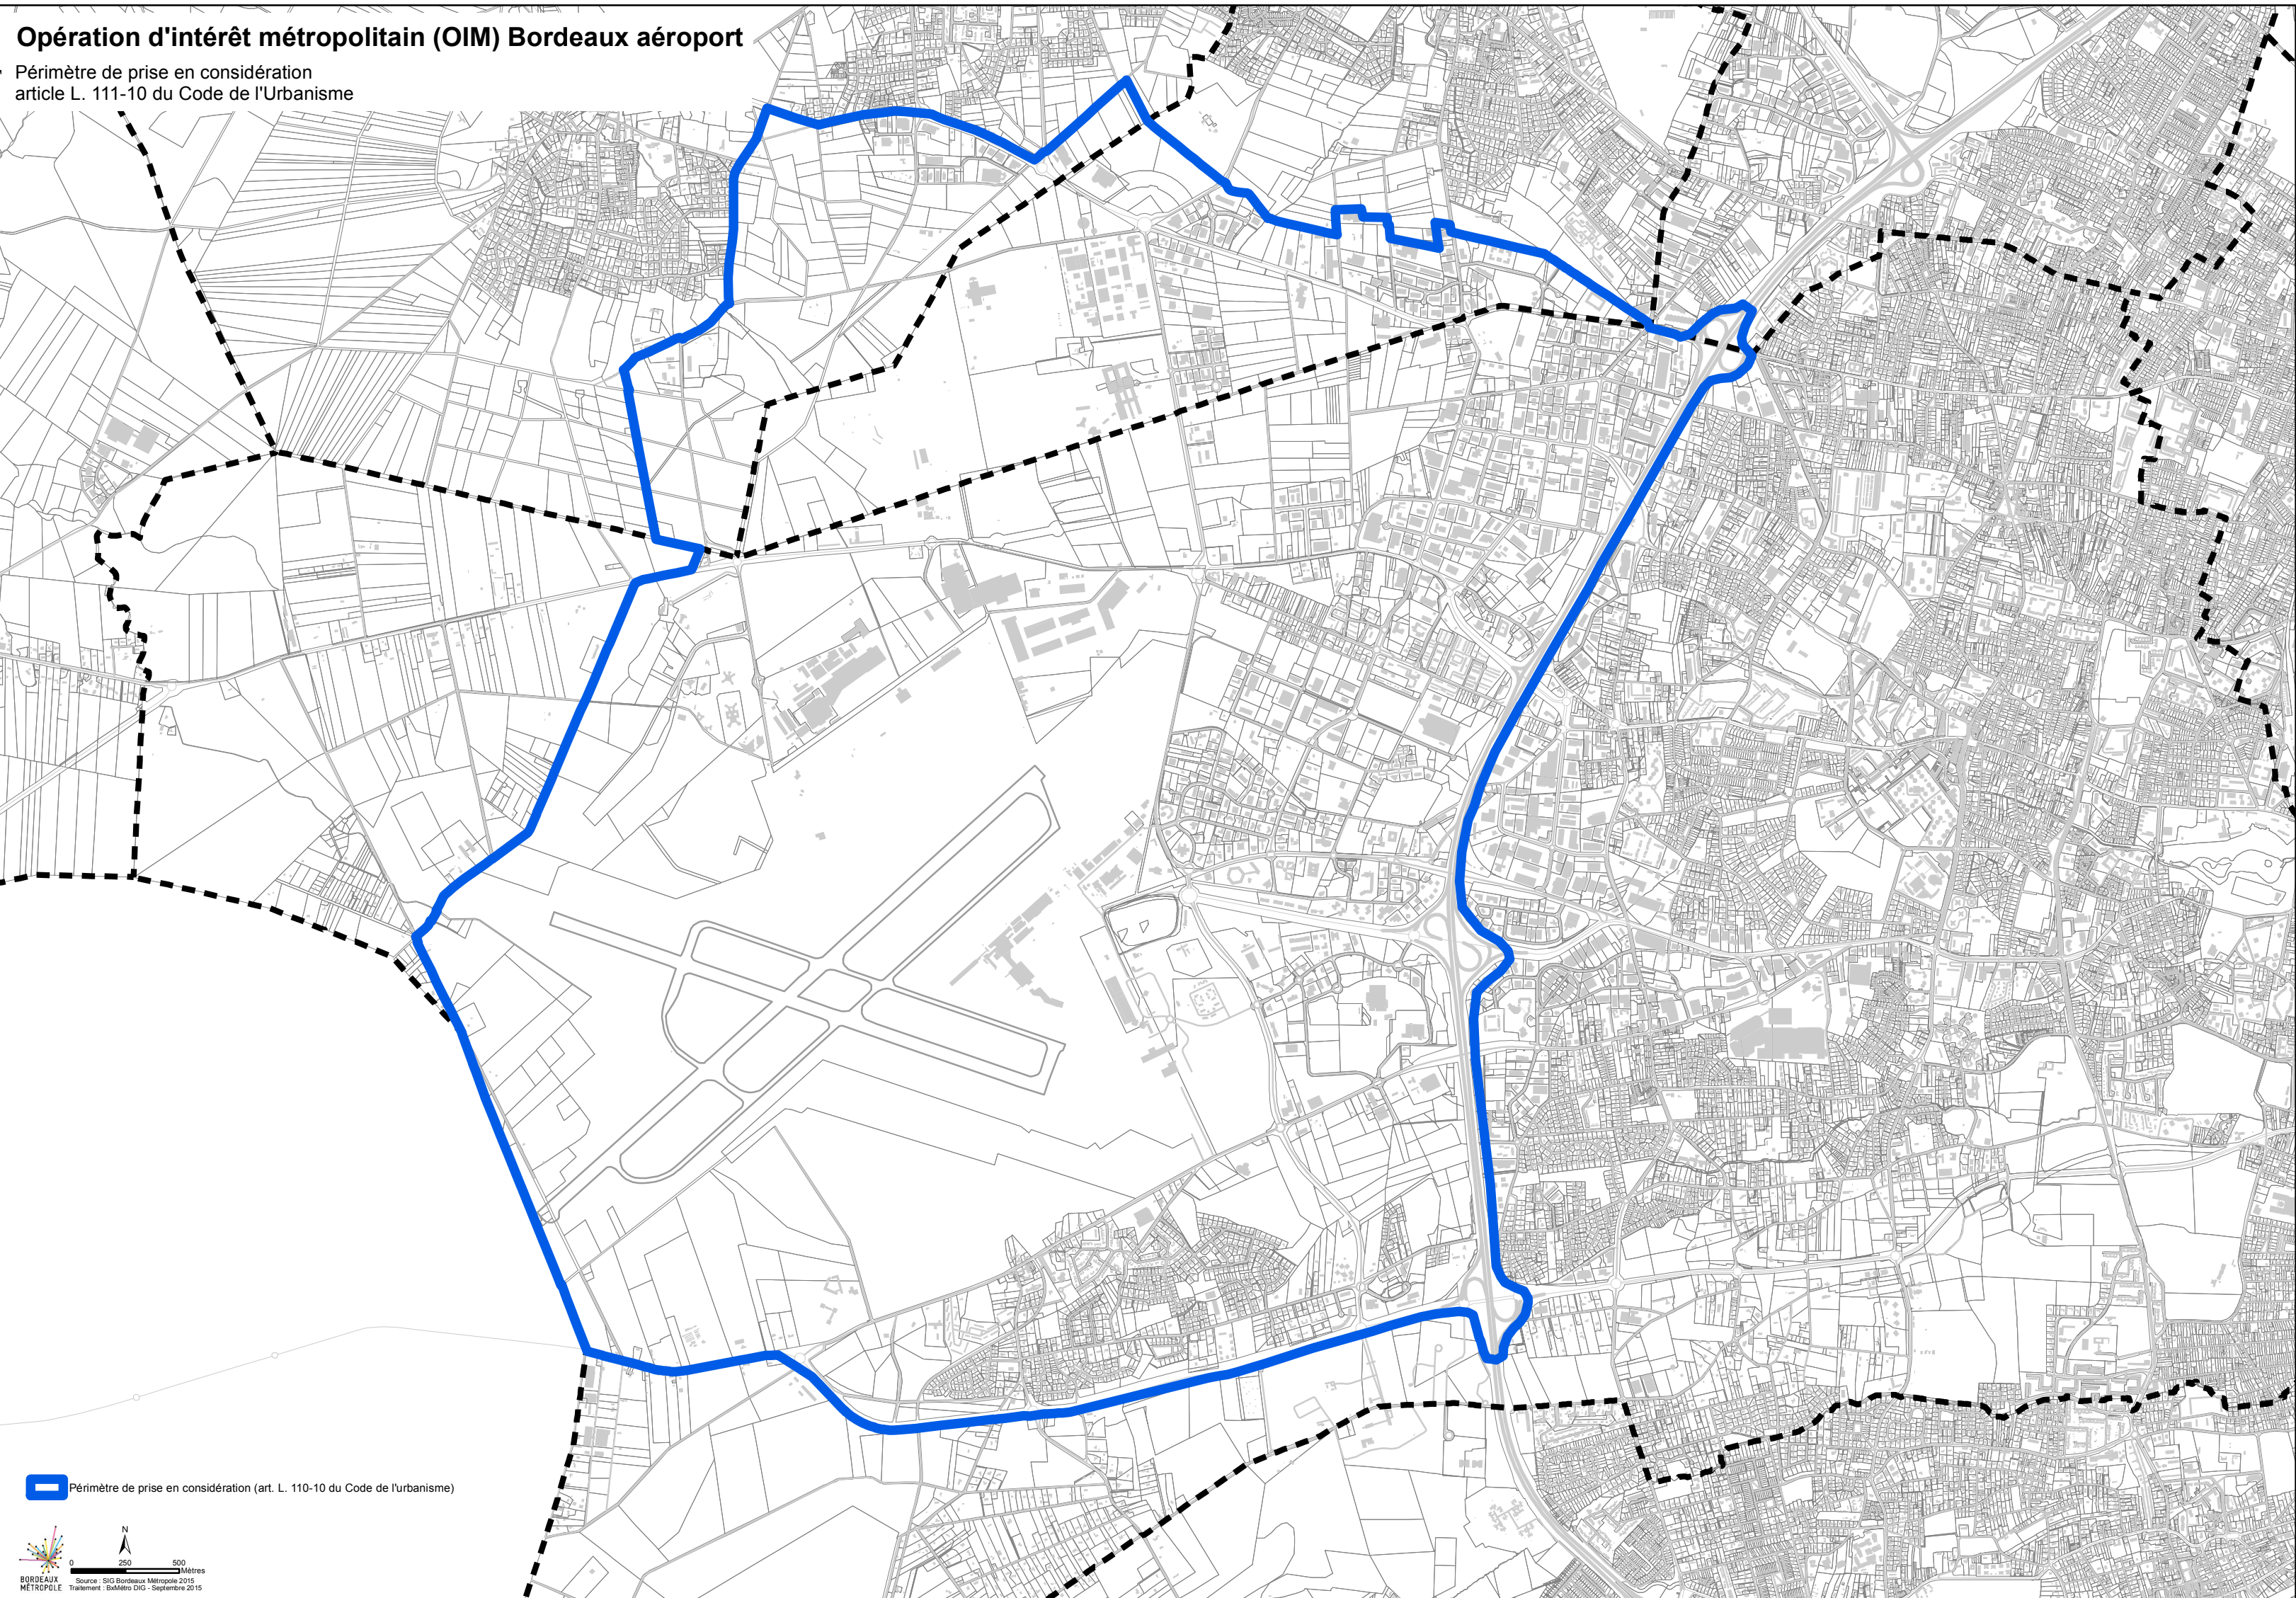 Opération d'intérêt métropolitain (OIM) Bordeaux aéroport
Périmètre de prise en considération
article L. 111-10 du Code de l'Urbanisme
Périmètre de prise en considération (art. L. 110-10 du Code de l'urbanisme)
N
0 250 500
Mètres
BORDEAUX
MÉTROPOLE
Source : SIG Bordeaux Métropole 2015
Traitement : BxMétro DIG - Septembre 2015